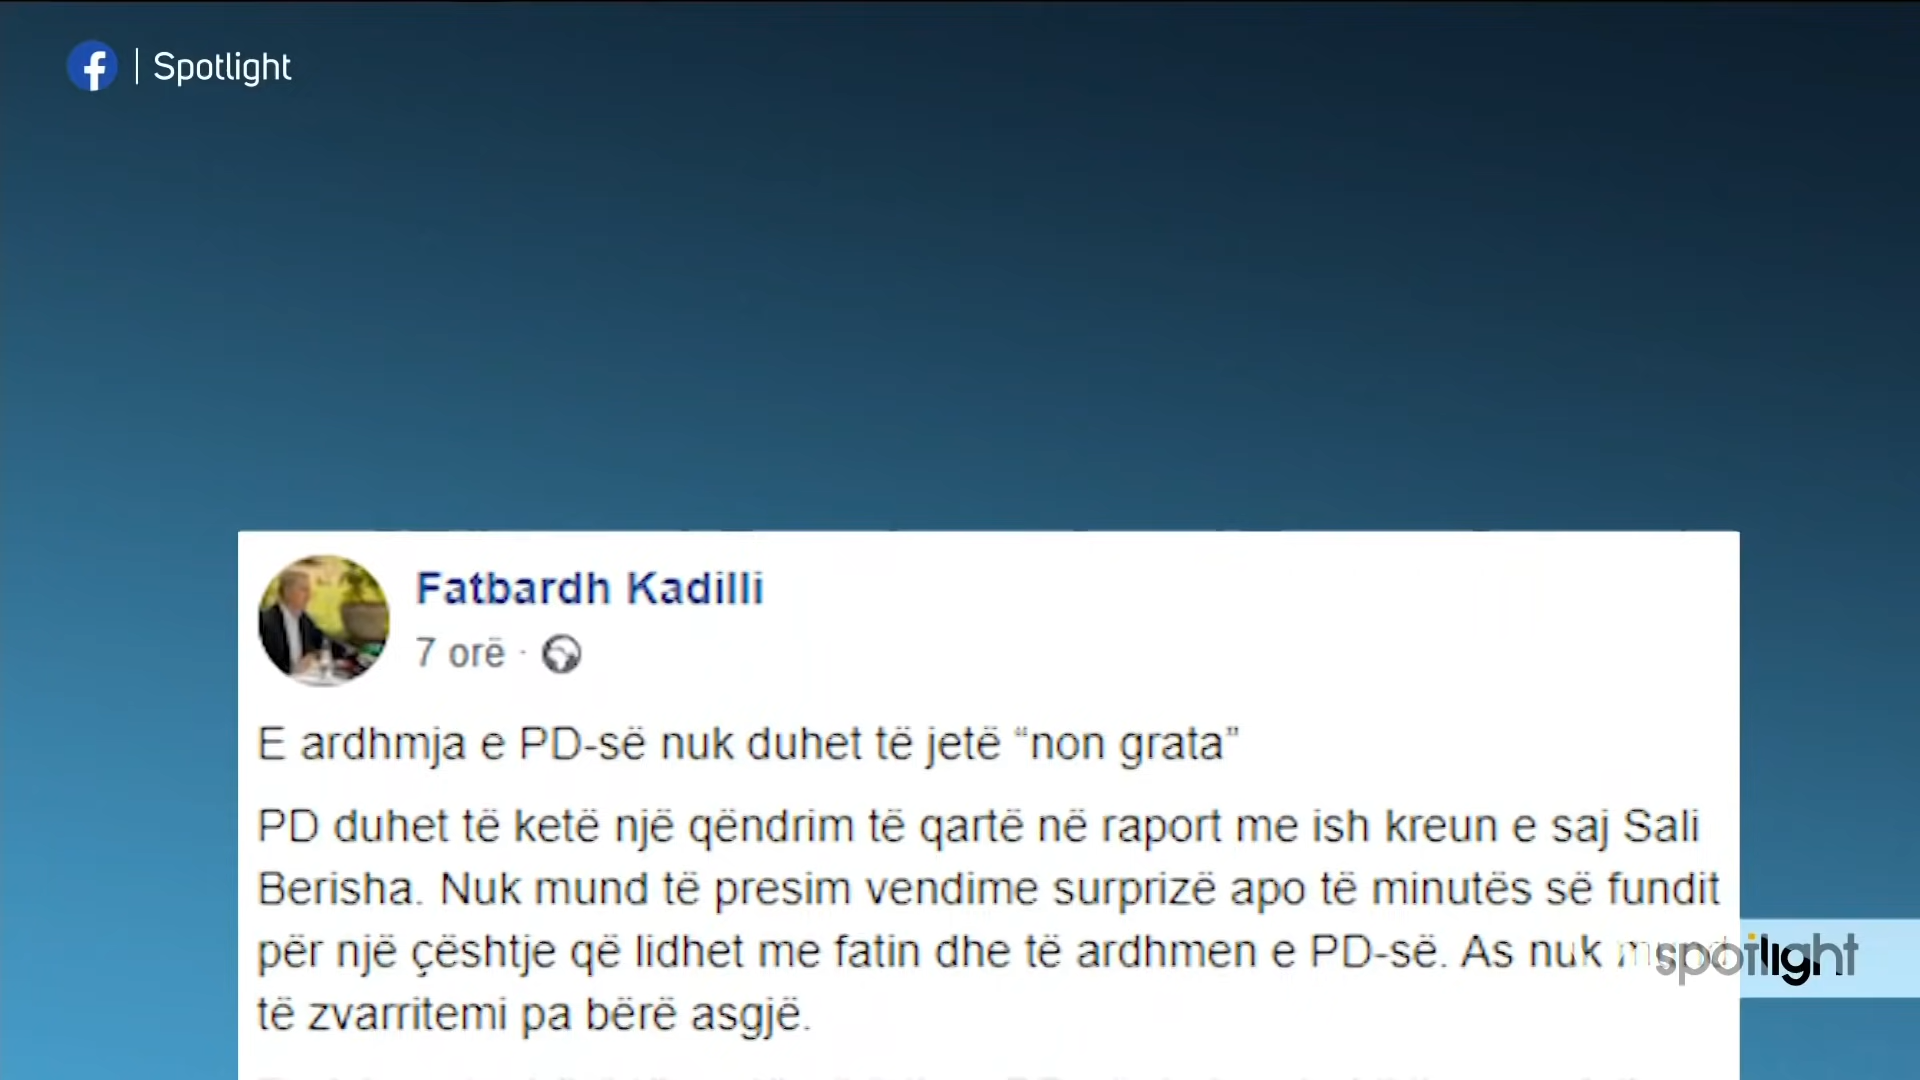 Spotlight
Fatbardh Kadilli
7 orë ·
E ardhmja e PD-së nuk duhet të jetë “non grata”
PD duhet të ketë një qëndrim të qartë në raport me ish kreun e saj Sali
Berisha. Nuk mund të presim vendime surprizë apo të minutës së fundit
për një çështje që lidhet me fatin dhe të ardhmen e PD-së. As nuk mund
spotlight
të zvarritemi pa bërë asgjë.